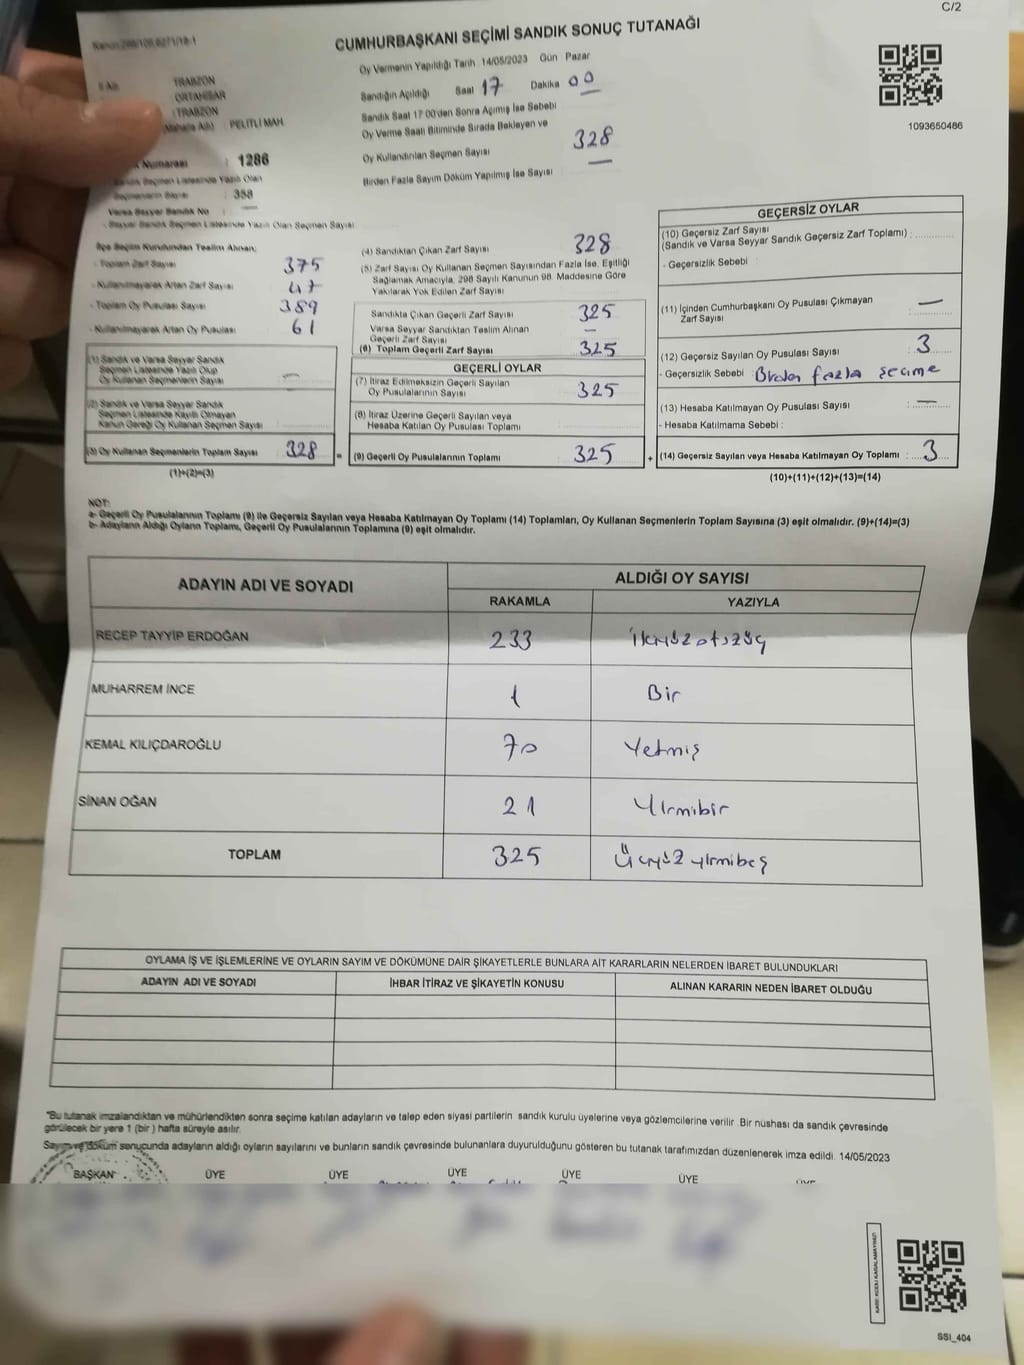 C/2
CUMHURBAŞKANI SEÇİMİ SANDIK SONUÇ TUTANAĞI
1093650486
TRABZON
ORTAHİSAR
TRABZON
(Mahalle Adı) PELİTLİ MAH.
Numarası : 1286
Sandık Seçmen Listesinde Yazılı Olan
Seçmenlerin Sayısı : 358
Varsa Seyyar Sandık No : —
- Seyyar Sandık Seçmen Listesinde Yazılı Olan Seçmen Sayısı
Oy Vermenin Yapıldığı Tarih 14/05/2023 Gün Pazar
Sandığın Açıldığı Saat 17 Dakika 00
Sandık Saat 17:00'den Sonra Açımış İse Sebebi
Oy Verme Saati Bitiminde Sırada Bekleyen ve
Oy Kullandırılan Seçmen Sayısı 328
Birden Fazla Sayım Döküm Yapılmış İse Sayısı —
İlçe Seçim Kurulundan Teslim Alınan;
- Toplam Zarf Sayısı 375
- Kullanılmayarak Artan Zarf Sayısı 47
- Toplam Oy Pusulası Sayısı 389
- Kullanılmayarak Artan Oy Pusulası 61
(1) Sandık ve Varsa Seyyar Sandık
Seçmen Listesinde Yazılı Olup
Oy Kullanan Seçmenlerin Sayısı —
(2) Sandık ve Varsa Seyyar Sandık
Seçmen Listesinde Kayıtlı Olmayan
Kanun Gereği Oy Kullanan Seçmen Sayısı
(3) Oy Kullanan Seçmenlerin Toplam Sayısı 328 =
(1)+(2)=(3)
(4) Sandıktan Çıkan Zarf Sayısı 328
(5) Zarf Sayısı Oy Kullanan Seçmen Sayısından Fazla İse, Eşitliği
Sağlamak Amacıyla, 298 Sayılı Kanunun 98. Maddesine Göre
Yakılarak Yok Edilen Zarf Sayısı
Sandıkta Çıkan Geçerli Zarf Sayısı 325
Varsa Seyyar Sandıktan Teslim Alınan
Geçerli Zarf Sayısı —
(6) Toplam Geçerli Zarf Sayısı 325
GEÇERLİ OYLAR
(7) İtiraz Edilmeksizin Geçerli Sayılan
Oy Pusulalarının Sayısı 325
(8) İtiraz Üzerine Geçerli Sayılan veya
Hesaba Katılan Oy Pusulası Toplamı
(9) Geçerli Oy Pusulalarının Toplamı 325 +
GEÇERSİZ OYLAR
(10) Geçersiz Zarf Sayısı
(Sandık ve Varsa Seyyar Sandık Geçersiz Zarf Toplamı) :
- Geçersizlik Sebebi :
(11) İçinden Cumhurbaşkanı Oy Pusulası Çıkmayan
Zarf Sayısı : —
(12) Geçersiz Sayılan Oy Pusulası Sayısı : 3
- Geçersizlik Sebebi : Birden fazla seçime
(13) Hesaba Katılmayan Oy Pusulası Sayısı : —
- Hesaba Katılmama Sebebi :
(14) Geçersiz Sayılan veya Hesaba Katılmayan Oy Toplamı : 3
(10)+(11)+(12)+(13)=(14)
NOT:
a- Geçerli Oy Pusulalarının Toplamı (9) ile Geçersiz Sayılan veya Hesaba Katılmayan Oy Toplamı (14) Toplamları, Oy Kullanan Seçmenlerin Toplam Sayısına (3) eşit olmalıdır. (9)+(14)=(3)
b- Adayların Aldığı Oyların Toplamı, Geçerli Oy Pusulalarının Toplamına (9) eşit olmalıdır.
ADAYIN ADI VE SOYADI ALDIĞI OY SAYISI
RAKAMLA YAZIYLA
RECEP TAYYİP ERDOĞAN 233 İkiyüzotuzüç
MUHARREM İNCE 1 Bir
KEMAL KILIÇDAROĞLU 70 Yetmiş
SİNAN OĞAN 21 Yirmibir
TOPLAM 325 Üçyüzyirmibeş
OYLAMA İŞ VE İŞLEMLERİNE VE OYLARIN SAYIM VE DÖKÜMÜNE DAİR ŞİKAYETLERLE BUNLARA AİT KARARLARIN NELERDEN İBARET BULUNDUKLARI
ADAYIN ADI VE SOYADI İHBAR İTİRAZ VE ŞİKAYETİN KONUSU ALINAN KARARIN NEDEN İBARET OLDUĞU
"Bu tutanak imzalandıktan ve mühürlendikten sonra seçime katılan adayların ve talep eden siyasi partilerin sandık kurulu üyelerine veya gözlemcilerine verilir. Bir nüshası da sandık çevresinde
görülecek bir yere 1 (bir) hafta süreyle asılır.
Sayım ve döküm sonucunda adayların aldığı oyların sayılarını ve bunların sandık çevresinde bulunanlara duyurulduğunu gösteren bu tutanak tarafımızdan düzenlenerek imza edildi. 14/05/2023
BAŞKAN ÜYE ÜYE ÜYE ÜYE ÜYE
SSI_404